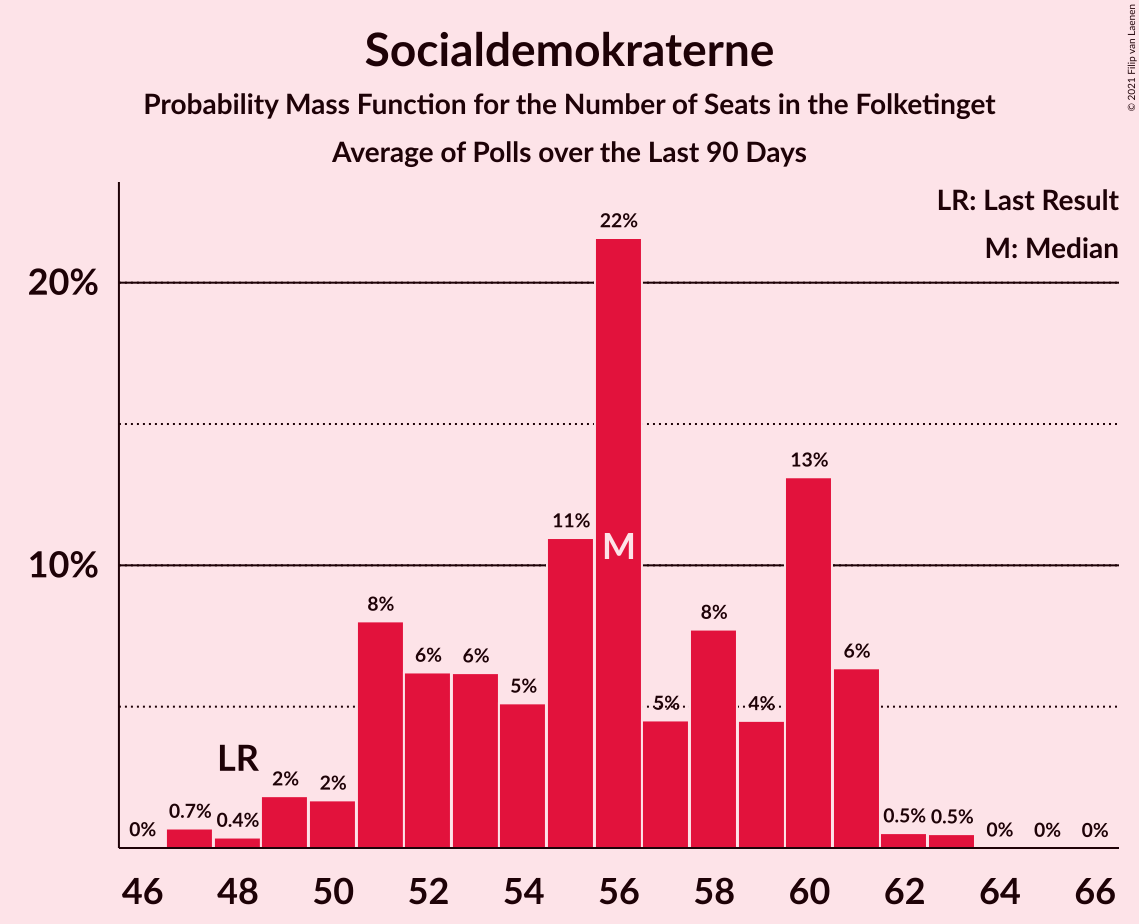 Socialdemokraterne
Probability Mass Function for the Number of Seats in the Folketinget
Average of Polls over the Last 90 Days
© 2021 Filip van Laenen
LR: Last Result
M: Median
22%
20%
13%
11%
M
10%
8%
8%
6%
6%
6%
5%
5%
4%
LR
2%
2%
0.7%
0.4%
0.5%
0.5%
0%
0%
0%
0%
46 48 50 52 54 56 58 60 62 64 66